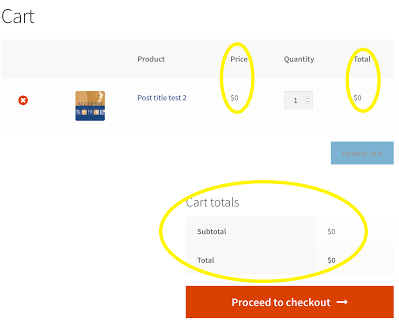 Cart
Product Price Quantity Total
Post title test 2 $0 1 $0
Update cart
Cart totals
Subtotal $0
Total $0
Proceed to checkout →